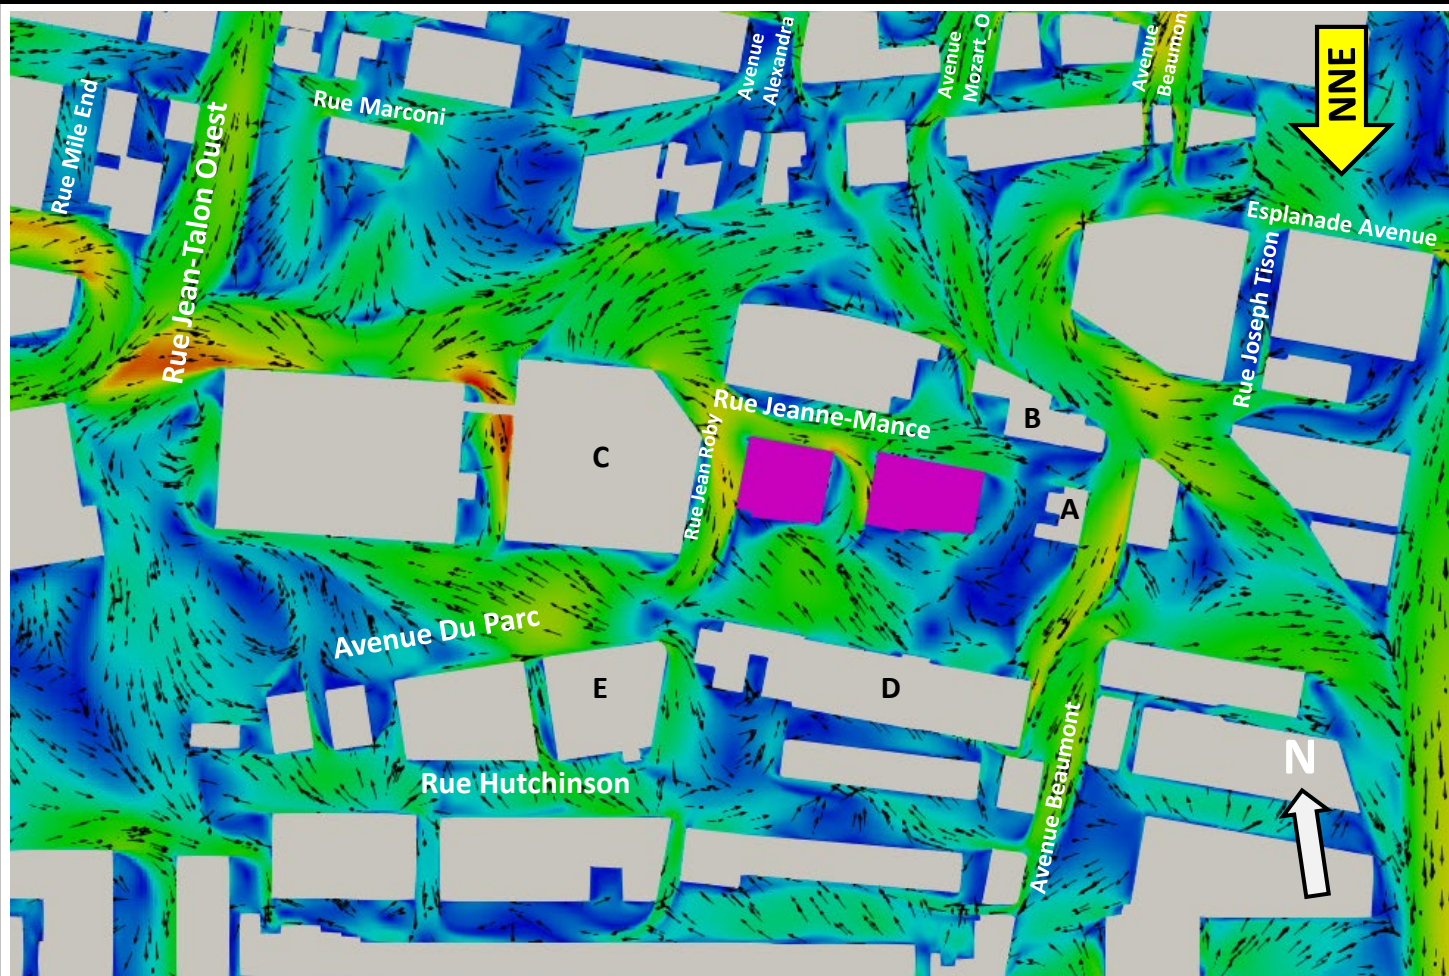 Avenue
Alexandra
Avenue
Mozart_O
Avenue
Beaumont
NNE
Rue Mile End
Rue Jean-Talon Ouest
Rue Marconi
Esplanade Avenue
Rue Joseph Tison
Rue Jeanne-Mance
B
C
Rue Jean Roby
A
Avenue Du Parc
E
D
Rue Hutchinson
Avenue Beaumont
N